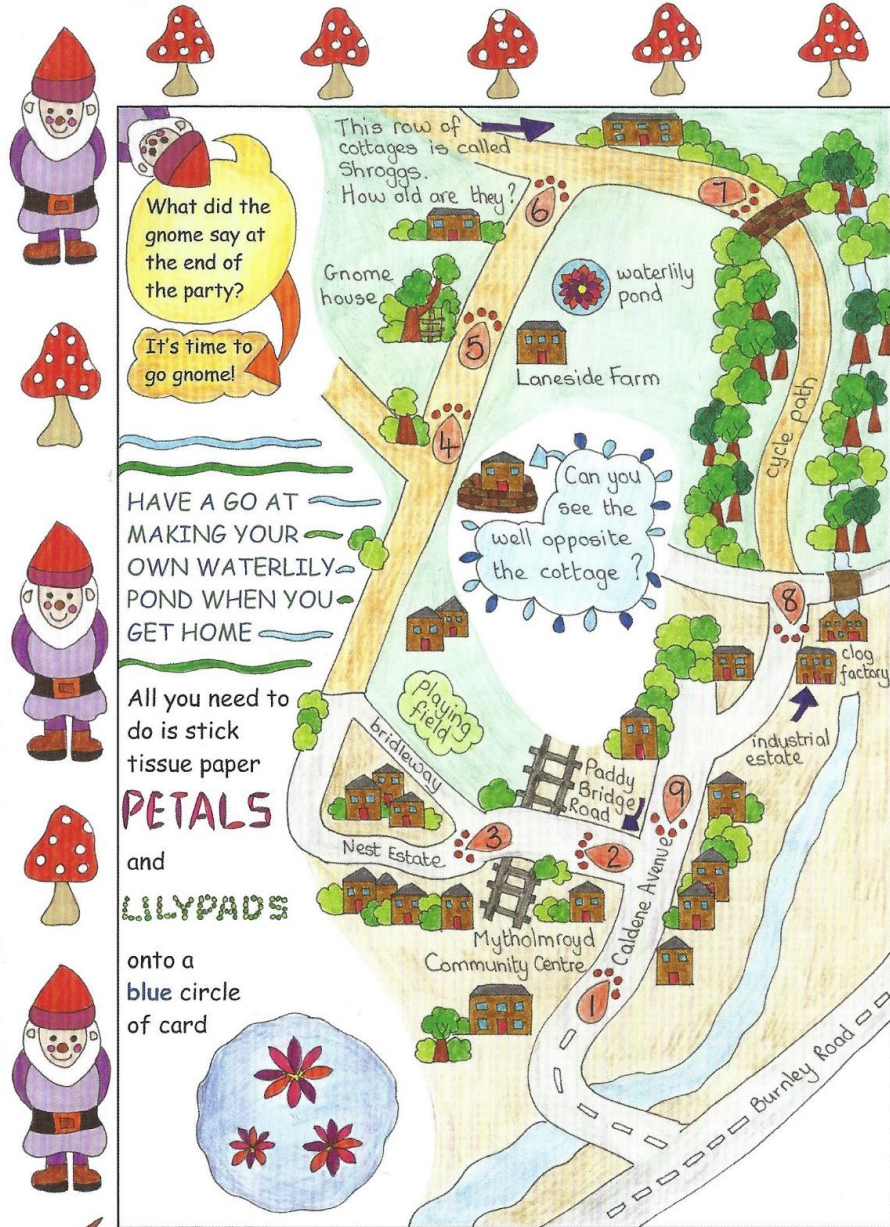 What did the
gnome say at
the end of
the party?
It's time to
go gnome!
HAVE A GO AT
MAKING YOUR
OWN WATERLILY
POND WHEN YOU
GET HOME
All you need to
do is stick
tissue paper
PETALS
and
LILYPADS
onto a
blue circle
of card
This row of
cottages is called
Shroggs.
How old are they?
7
6
Gnome
house
waterlily
pond
5
Laneside Farm
4
cycle path
Can you
see the
well opposite
the cottage?
8
clog
factory
industrial
estate
playing
field
bridleway
Paddy
Bridge
Road
9
3
2
Nest Estate
Caldene Avenue
Mytholmroyd
Community Centre
1
Burnley Road